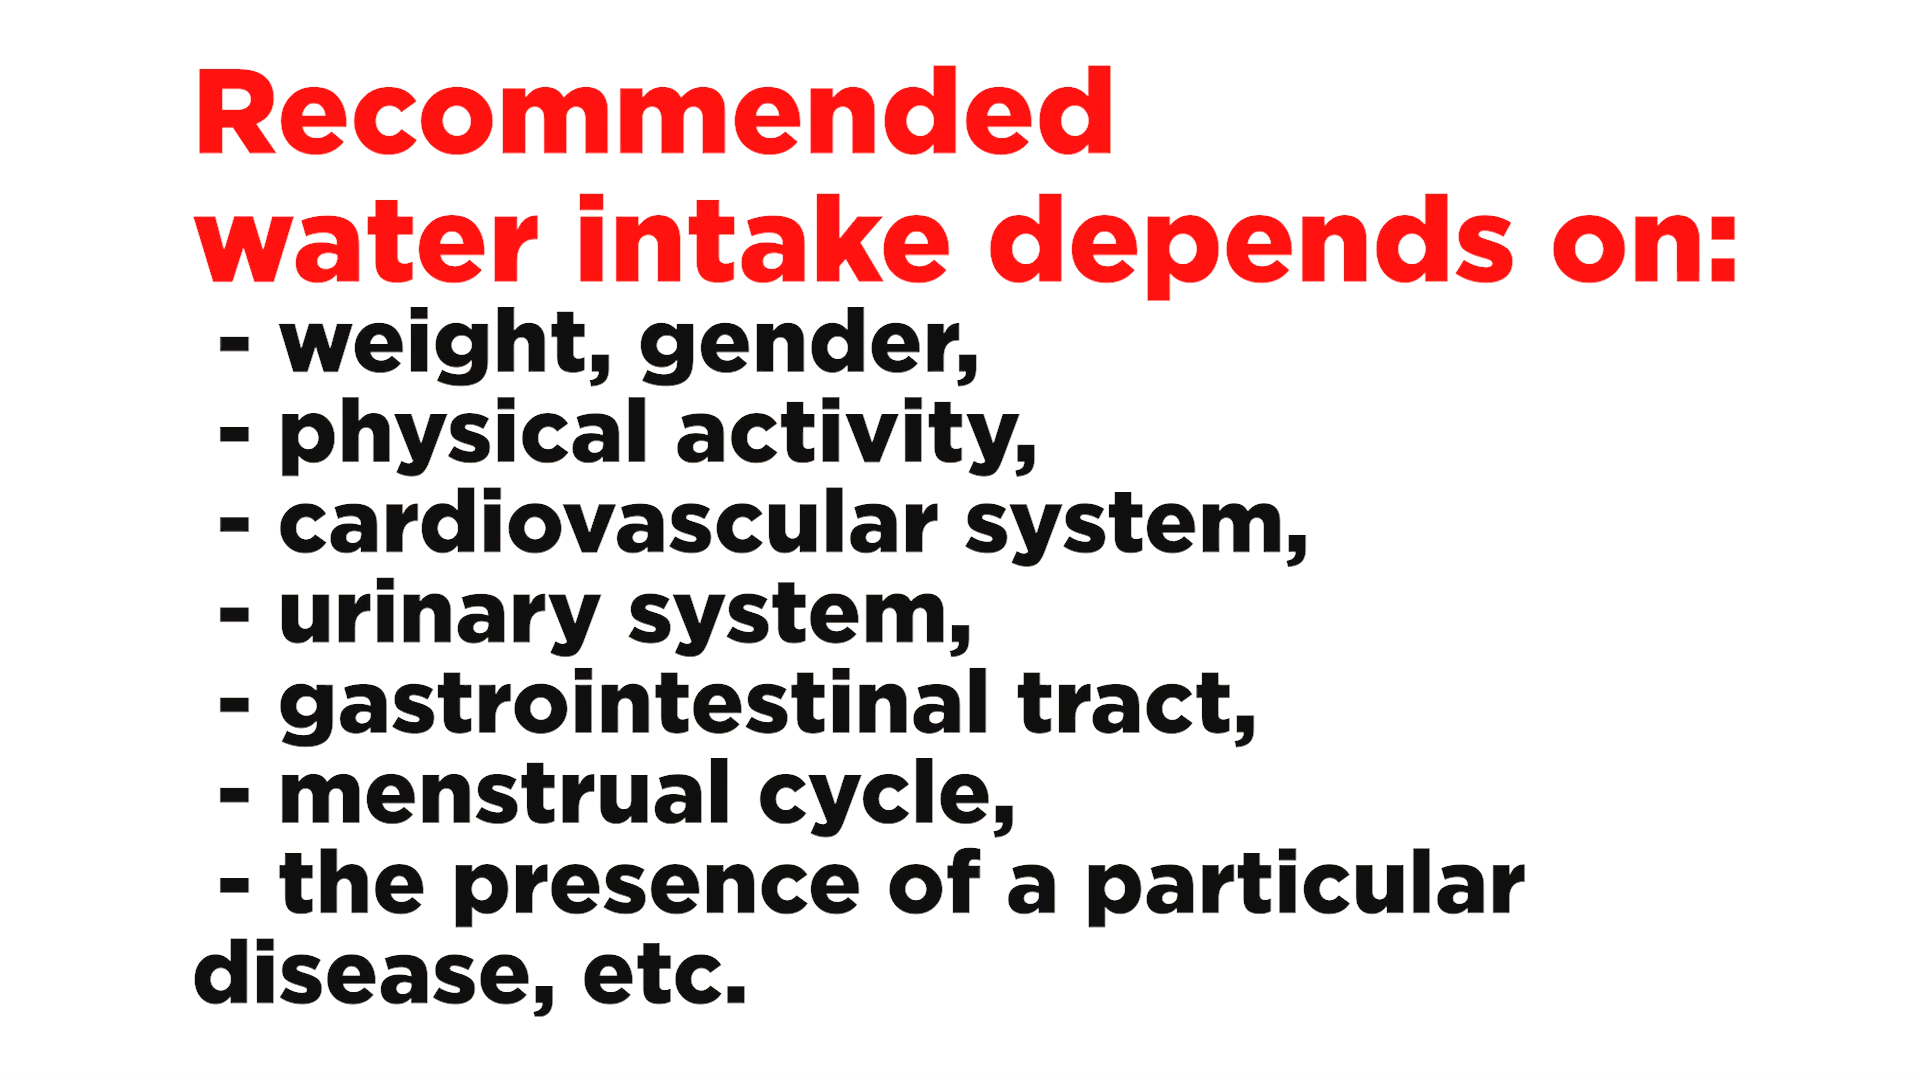 Recommended
water intake depends on:
- weight, gender,
- physical activity,
- cardiovascular system,
- urinary system,
- gastrointestinal tract,
- menstrual cycle,
- the presence of a particular
disease, etc.